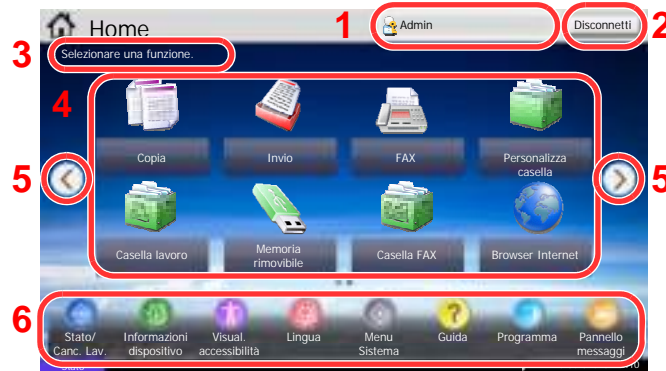 Home
1
Admin
Disconnetti
2
3
Selezionare una funzione.
4
Copia
Invio
FAX
Personalizza
casella
5
5
Casella lavoro
Memoria
rimovibile
Casella FAX
Browser Internet
6
Stato/
Canc. Lav.
Informazioni
dispositivo
Visual.
accessibilità
Lingua
Menu
Sistema
Guida
Programma
Pannello
messaggi
Stato